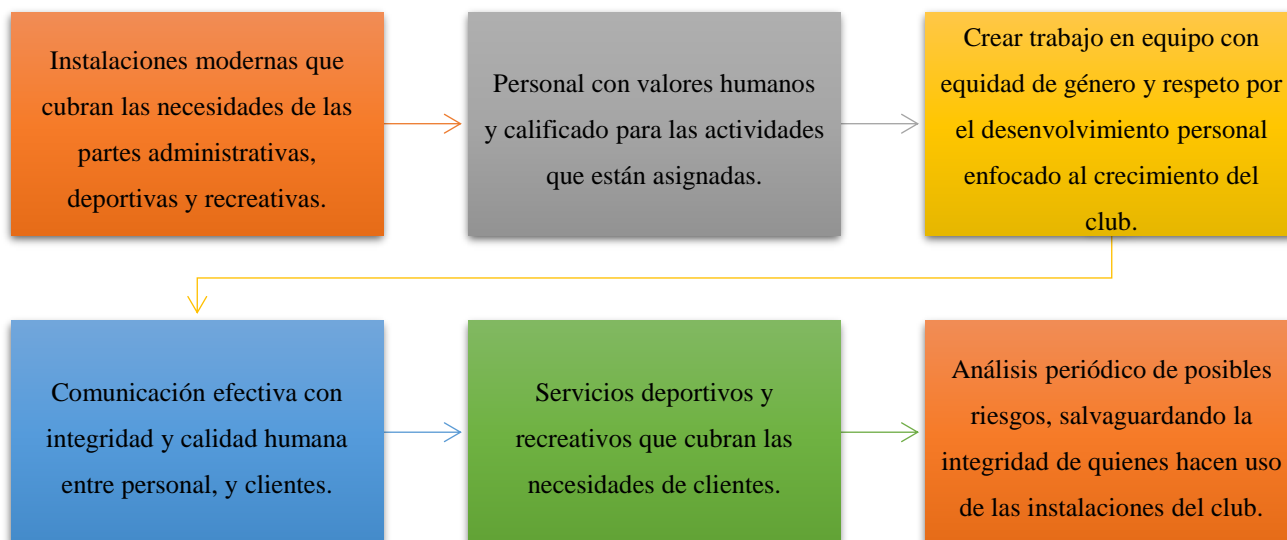 Instalaciones modernas que
cubran las necesidades de las
partes administrativas,
deportivas y recreativas.
Personal con valores humanos
y calificado para las actividades
que están asignadas.
Crear trabajo en equipo con
equidad de género y respeto por
el desenvolvimiento personal
enfocado al crecimiento del
club.
Comunicación efectiva con
integridad y calidad humana
entre personal, y clientes.
Servicios deportivos y
recreativos que cubran las
necesidades de clientes.
Análisis periódico de posibles
riesgos, salvaguardando la
integridad de quienes hacen uso
de las instalaciones del club.